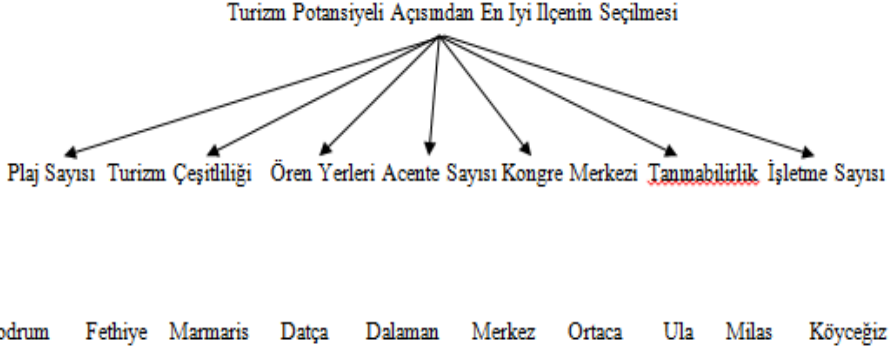 Turizm Potansiyeli Açısından En Iyi Ilçenin Seçilmesi
Plaj Sayısı Turizm Çeşitliliği Ören Yerleri Acente Sayısı Kongre Merkezi Tanınabilirlik İşletme Sayısı
odrum Fethiye Marmaris Datça Dalaman Merkez Ortaca Ula Milas Köyceğiz